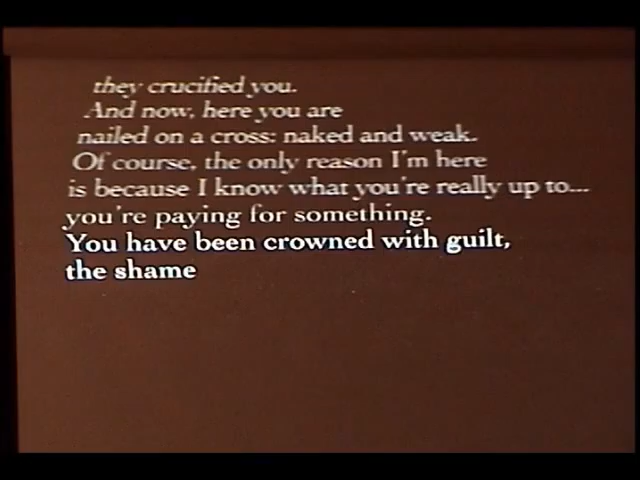 they crucified you.
And now, here you are
nailed on a cross: naked and weak.
Of course, the only reason I'm here
is because I know what you're really up to...
you're paying for something.
You have been crowned with guilt,
the shame